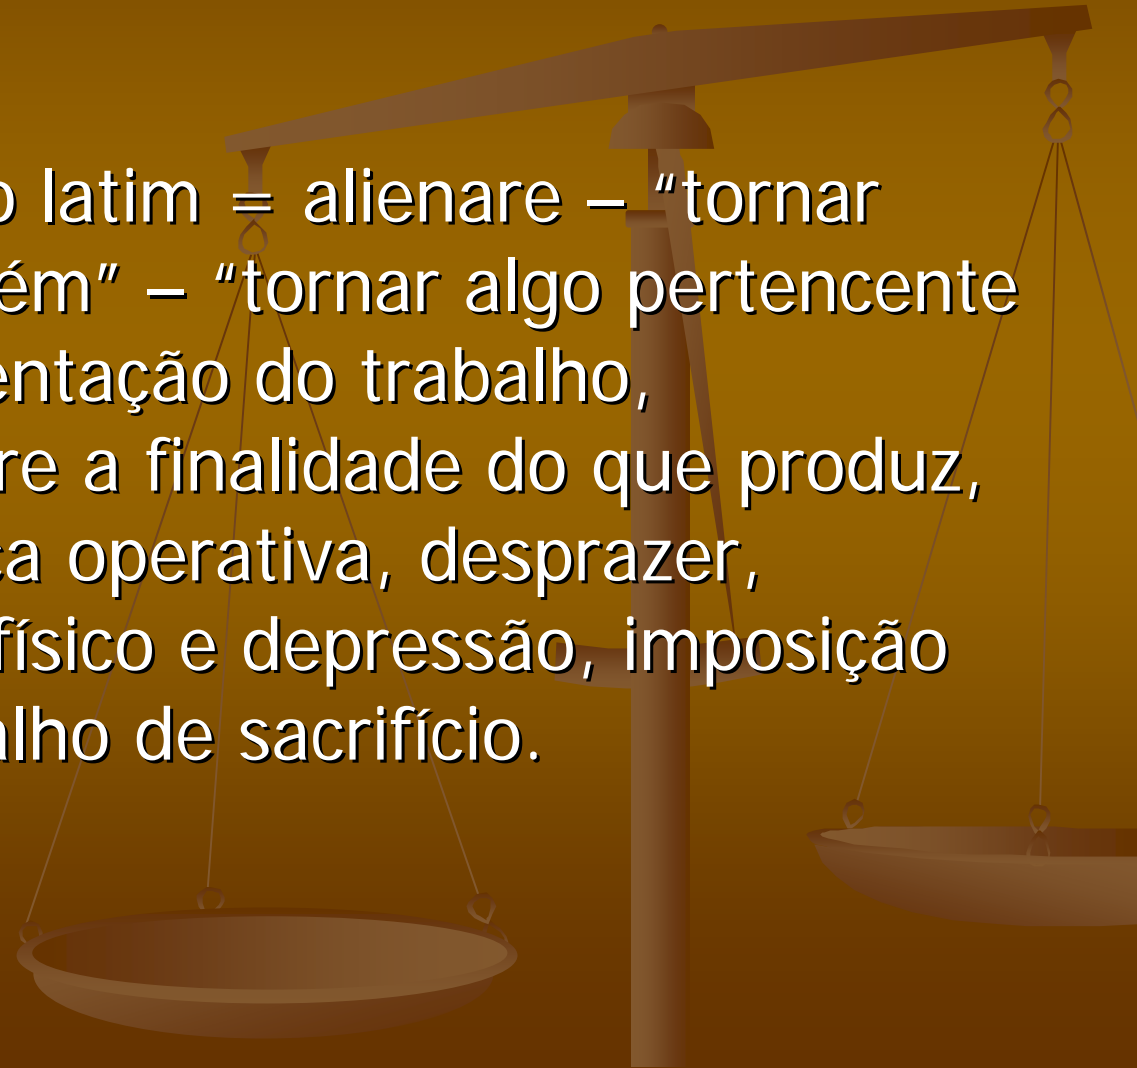 o latim = alienare – “tornar
ém” – “tornar algo pertencente
entação do trabalho,
re a finalidade do que produz,
ca operativa, desprazer,
físico e depressão, imposição
alho de sacrifício.